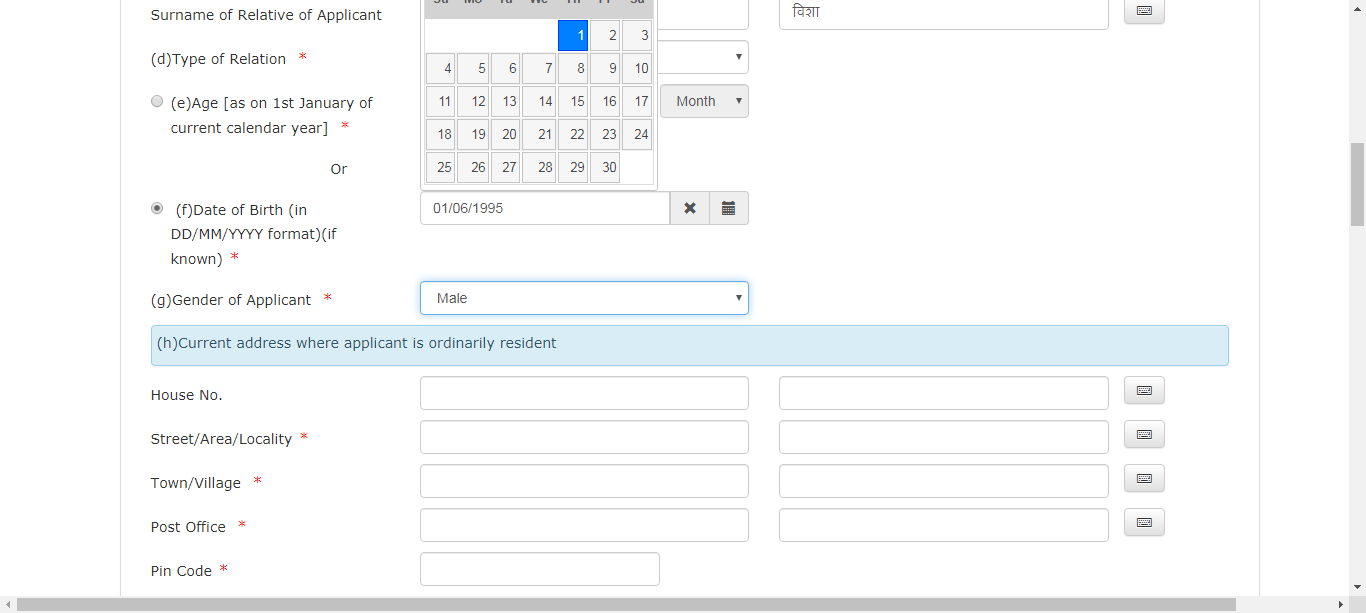 Surname of Relative of Applicant
विशा
Su Mo Tu We Th Fr Sa
1 2 3
(d)Type of Relation *
4 5 6 7 8 9 10
(e)Age [as on 1st January of
current calendar year] *
Month
11 12 13 14 15 16 17
18 19 20 21 22 23 24
Or
25 26 27 28 29 30
(f)Date of Birth (in
DD/MM/YYYY format)(if
known) *
01/06/1995
(g)Gender of Applicant *
Male
(h)Current address where applicant is ordinarily resident
House No.
Street/Area/Locality *
Town/Village *
Post Office *
Pin Code *